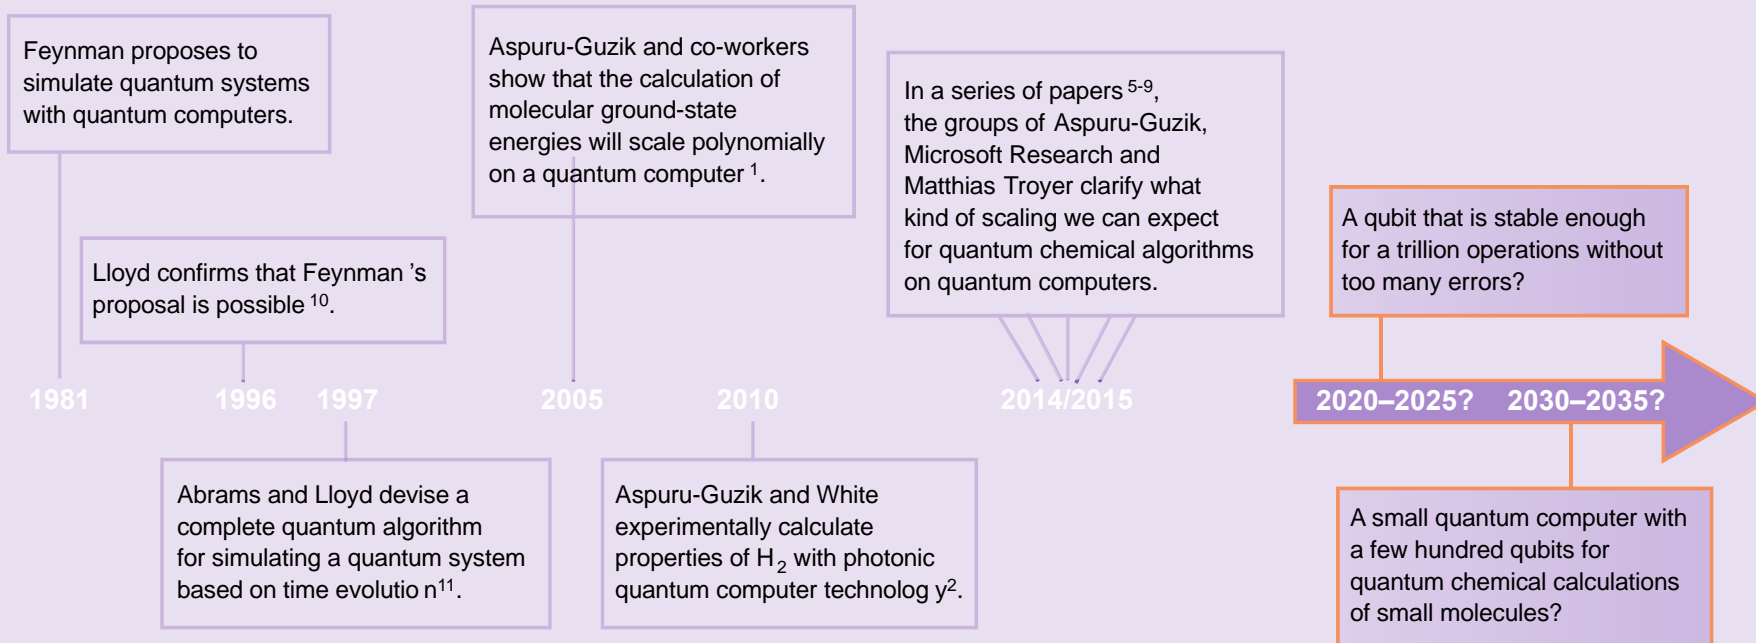 Feynman proposes to
simulate quantum systems
with quantum computers.
Lloyd confirms that Feynman 's
proposal is possible 10.
Aspuru-Guzik and co-workers
show that the calculation of
molecular ground-state
energies will scale polynomially
on a quantum computer 1.
In a series of papers 5-9,
the groups of Aspuru-Guzik,
Microsoft Research and
Matthias Troyer clarify what
kind of scaling we can expect
for quantum chemical algorithms
on quantum computers.
A qubit that is stable enough
for a trillion operations without
too many errors?
1981 1996 1997 2005 2010 2014/2015 2020–2025? 2030–2035?
Abrams and Lloyd devise a
complete quantum algorithm
for simulating a quantum system
based on time evolutio n11.
Aspuru-Guzik and White
experimentally calculate
properties of H2 with photonic
quantum computer technolog y2.
A small quantum computer with
a few hundred qubits for
quantum chemical calculations
of small molecules?